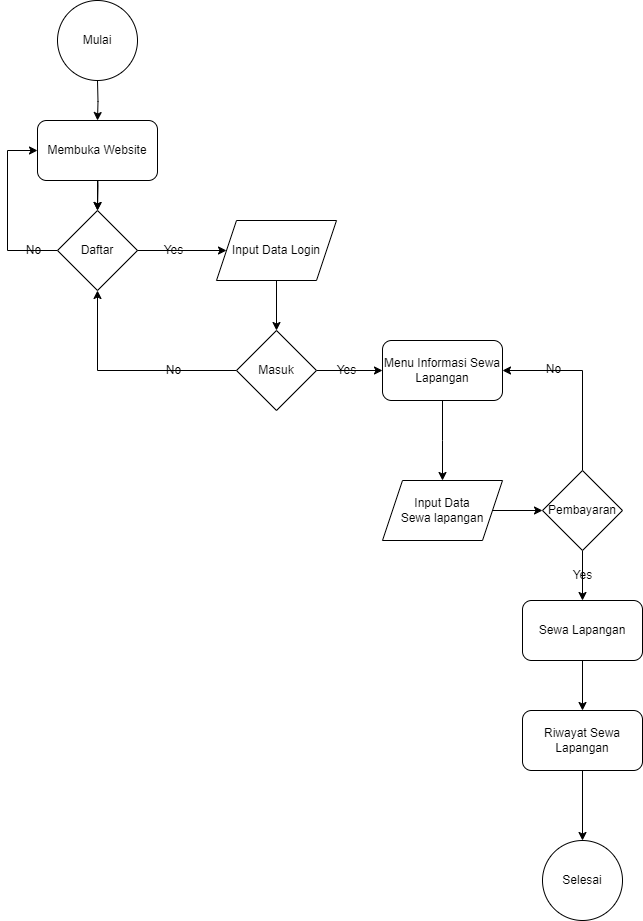 Mulai
Membuka Website
No
Daftar
Yes
Input Data Login
No
Masuk
Yes
Menu Informasi Sewa
Lapangan
No
Input Data
Sewa lapangan
Pembayaran
Yes
Sewa Lapangan
Riwayat Sewa
Lapangan
Selesai